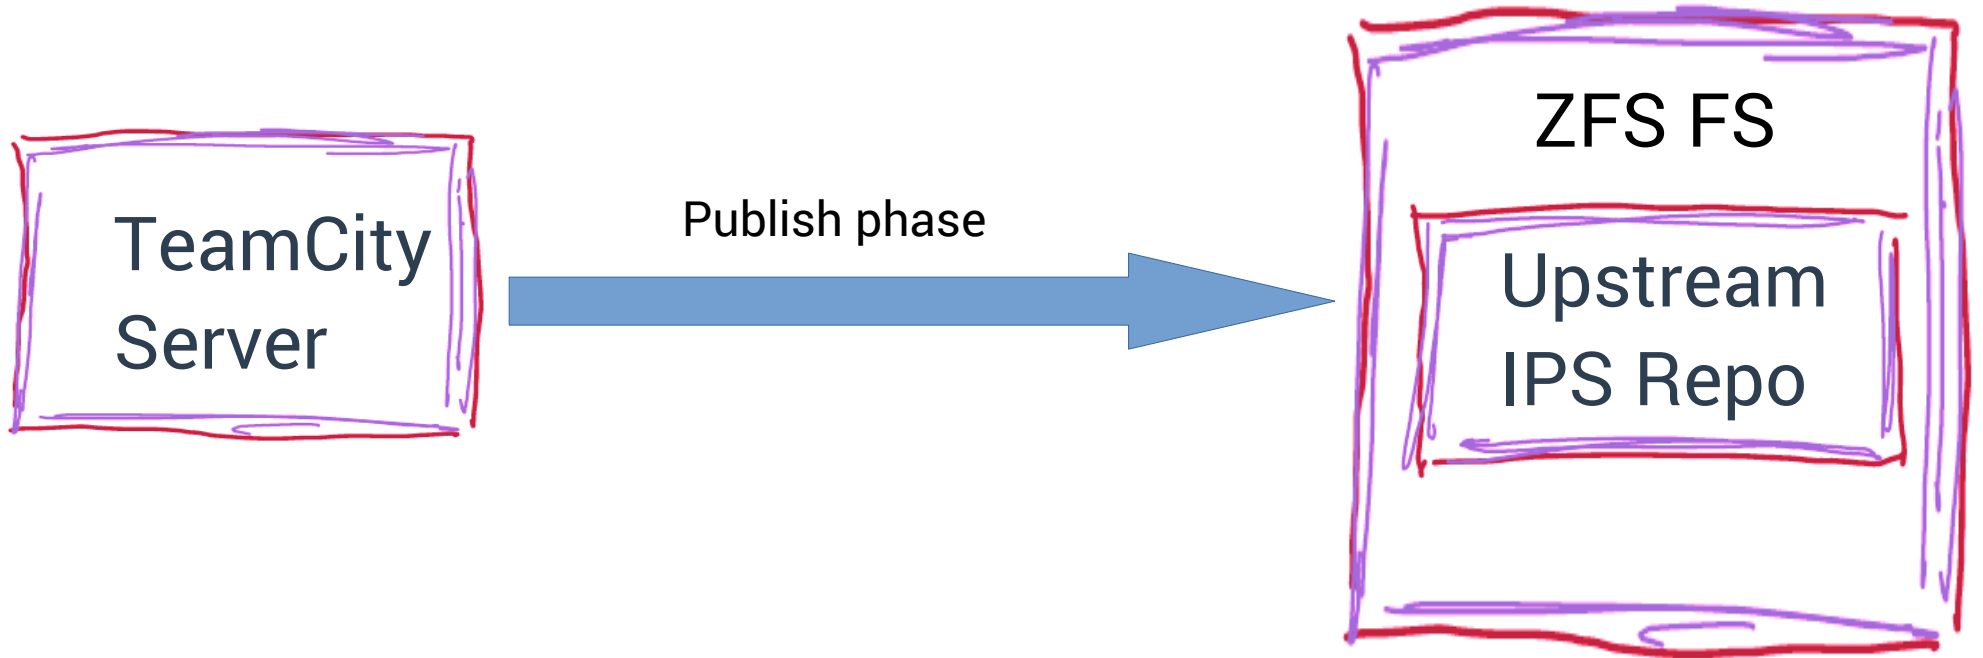 TeamCity
Server
Publish phase
ZFS FS
Upstream
IPS Repo